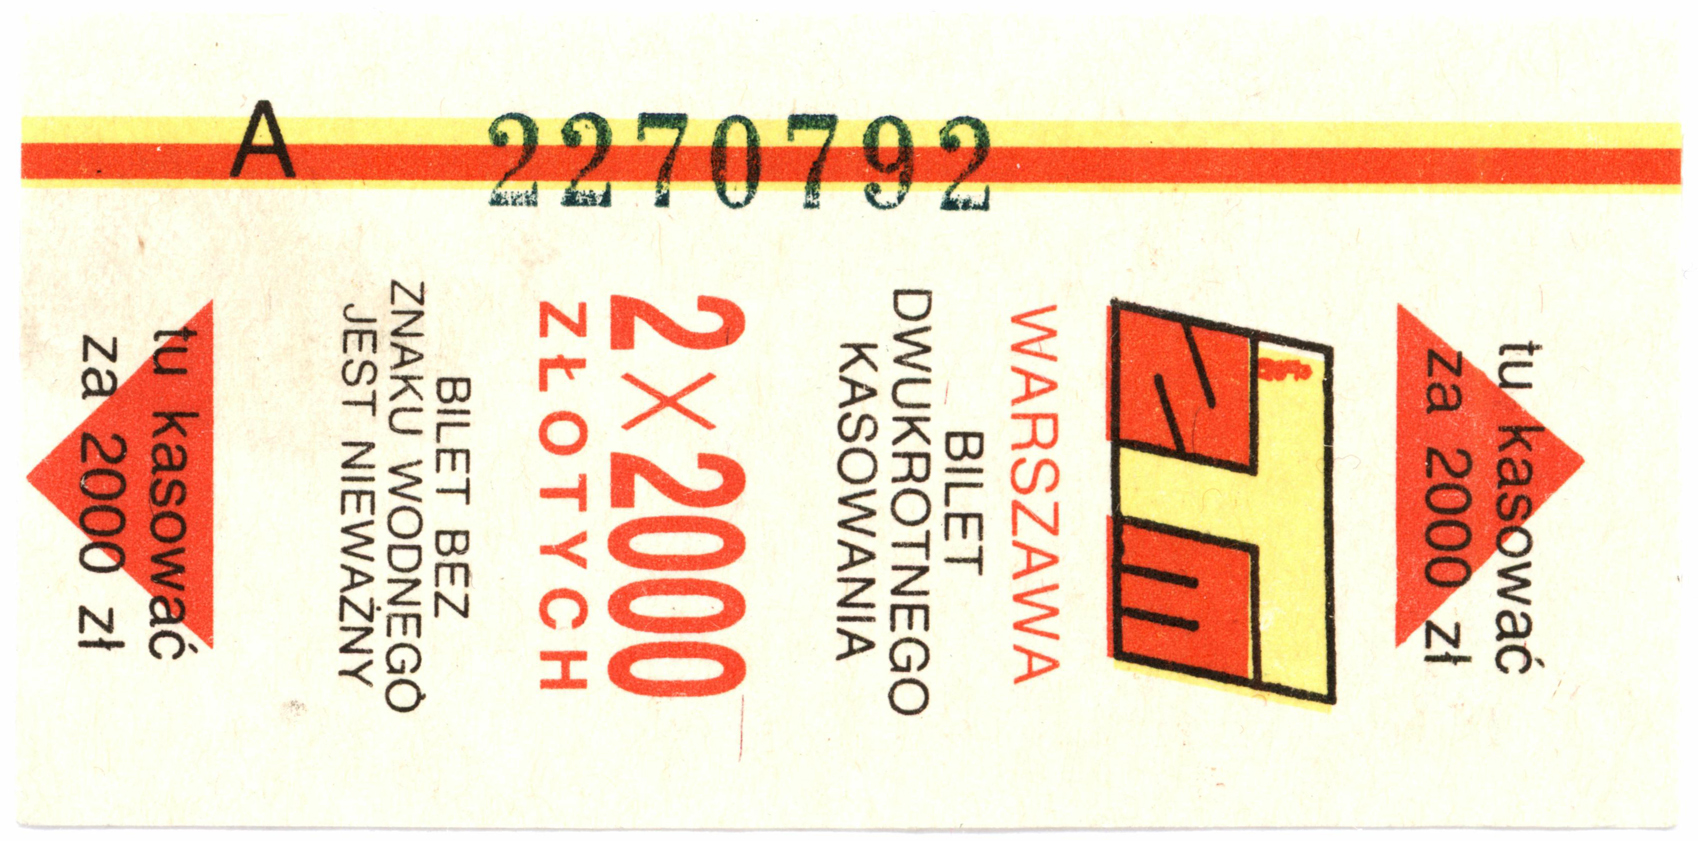 A 2270792
tu kasować
za 2000 zł
WARSZAWA
BILET
DWUKROTNEGO
KASOWANIA
2 X 2000
ZŁOTYCH
BILET BEZ
ZNAKU WODNEGO
JEST NIEWAŻNY
tu kasować
za 2000 zł